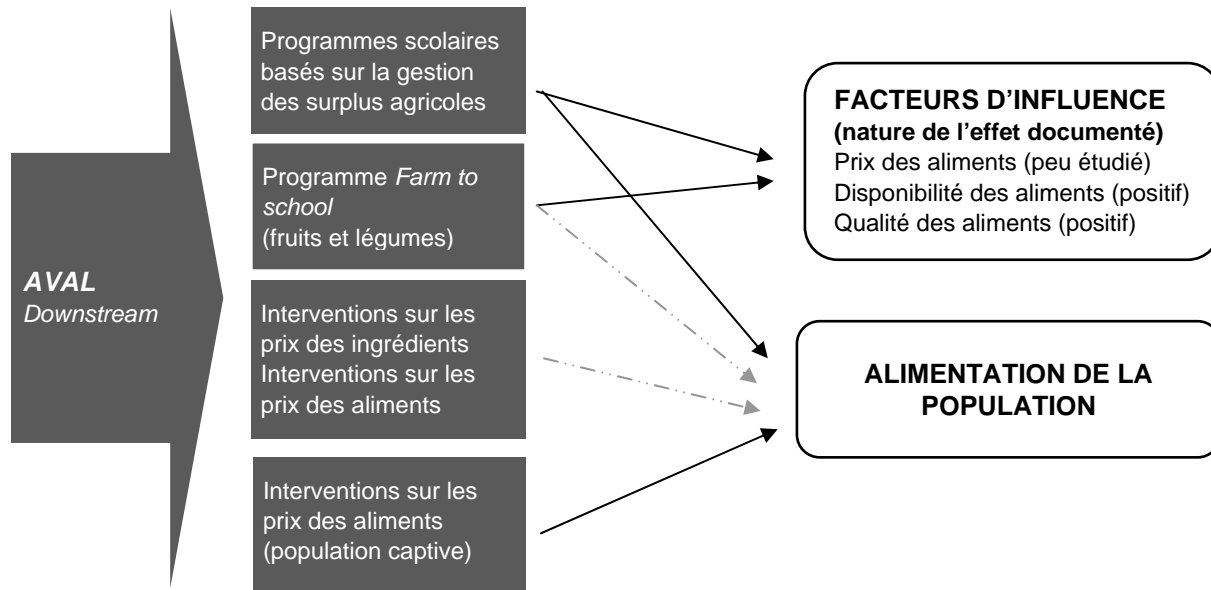 AVAL
Downstream
Programmes scolaires
basés sur la gestion
des surplus agricoles
Programme Farm to
school
(fruits et légumes)
Interventions sur les
prix des ingrédients
Interventions sur les
prix des aliments
Interventions sur les
prix des aliments
(population captive)
FACTEURS D’INFLUENCE
(nature de l’effet documenté)
Prix des aliments (peu étudié)
Disponibilité des aliments (positif)
Qualité des aliments (positif)
ALIMENTATION DE LA
POPULATION